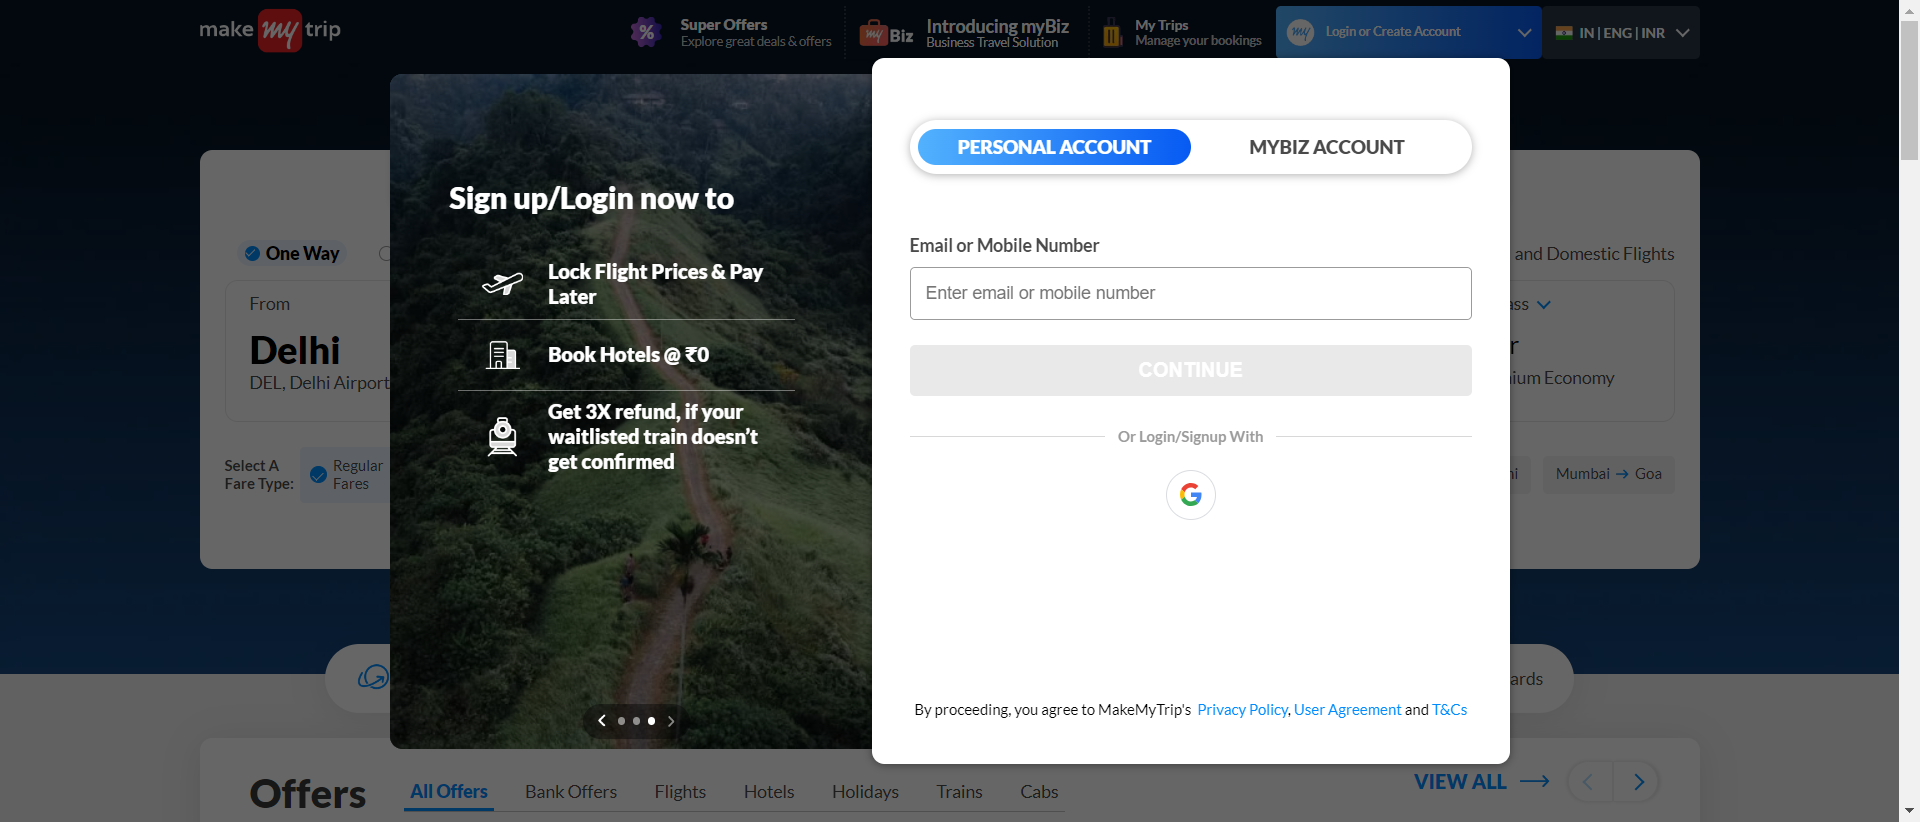 make my trip
Super Offers
Explore great deals & offers
my Biz
Introducing myBiz
Business Travel Solution
My Trips
Manage your bookings
my
Login or Create Account
IN | ENG | INR
Sign up/Login now to
Lock Flight Prices & Pay
Later
Book Hotels @ ₹0
Get 3X refund, if your
waitlisted train doesn’t
get confirmed
PERSONAL ACCOUNT
MYBIZ ACCOUNT
Email or Mobile Number
Enter email or mobile number
CONTINUE
Or Login/Signup With
By proceeding, you agree to MakeMyTrip's Privacy Policy, User Agreement and T&Cs
One Way
From
Delhi
DEL, Delhi Airport
Select A
Fare Type:
Regular
Fares
and Domestic Flights
Economy
Mumbai → Goa
Offers
All Offers
Bank Offers
Flights
Hotels
Holidays
Trains
Cabs
VIEW ALL